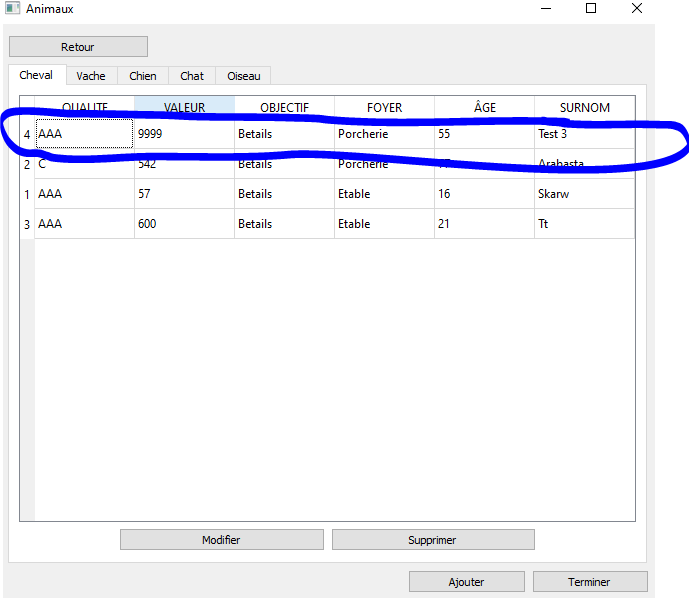 Animaux
Retour
Cheval Vache Chien Chat Oiseau
QUALITE VALEUR OBJECTIF FOYER ÂGE SURNOM
4 AAA 9999 Betails Porcherie 55 Test 3
2 C 542 Betails Porcherie Arabasta
1 AAA 57 Betails Etable 16 Skarw
3 AAA 600 Betails Etable 21 Tt
Modifier Supprimer
Ajouter Terminer